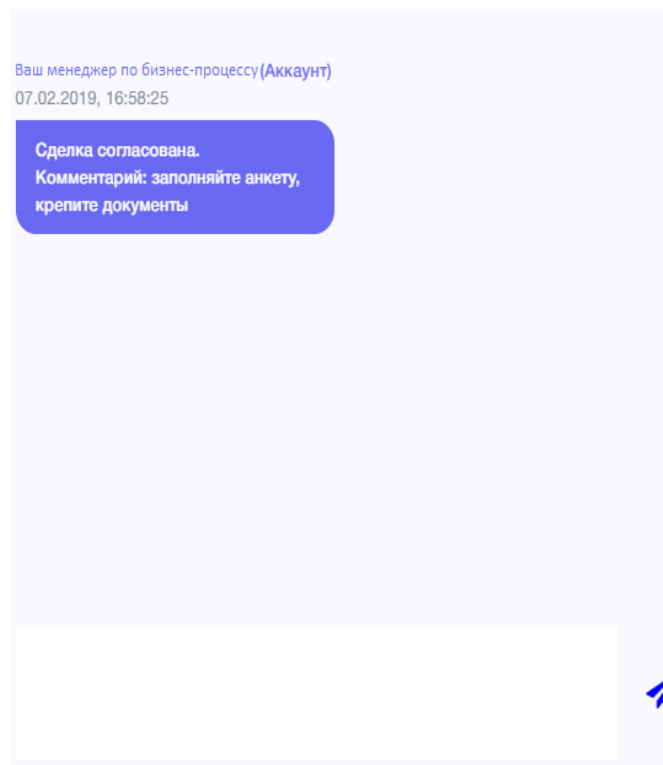 Ваш менеджер по бизнес-процессу (Аккаунт)
07.02.2019, 16:58:25
Сделка согласована.
Комментарий: заполняйте анкету,
крепите документы